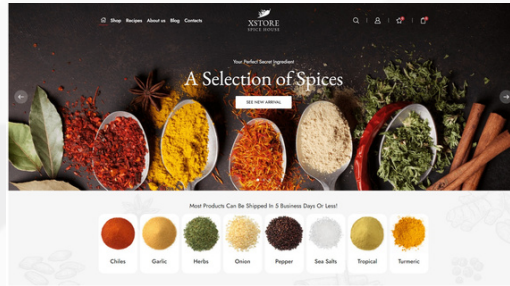 Shop Recipes About us Blog Contacts
XSTORE
SPICE HOUSE
Your Perfect Secret Ingredient
A Selection of Spices
SEE NEW ARRIVAL
Most Products Can Be Shipped In 5 Business Days Or Less!
Chiles Garlic Herbs Onion Pepper Sea Salts Tropical Turmeric